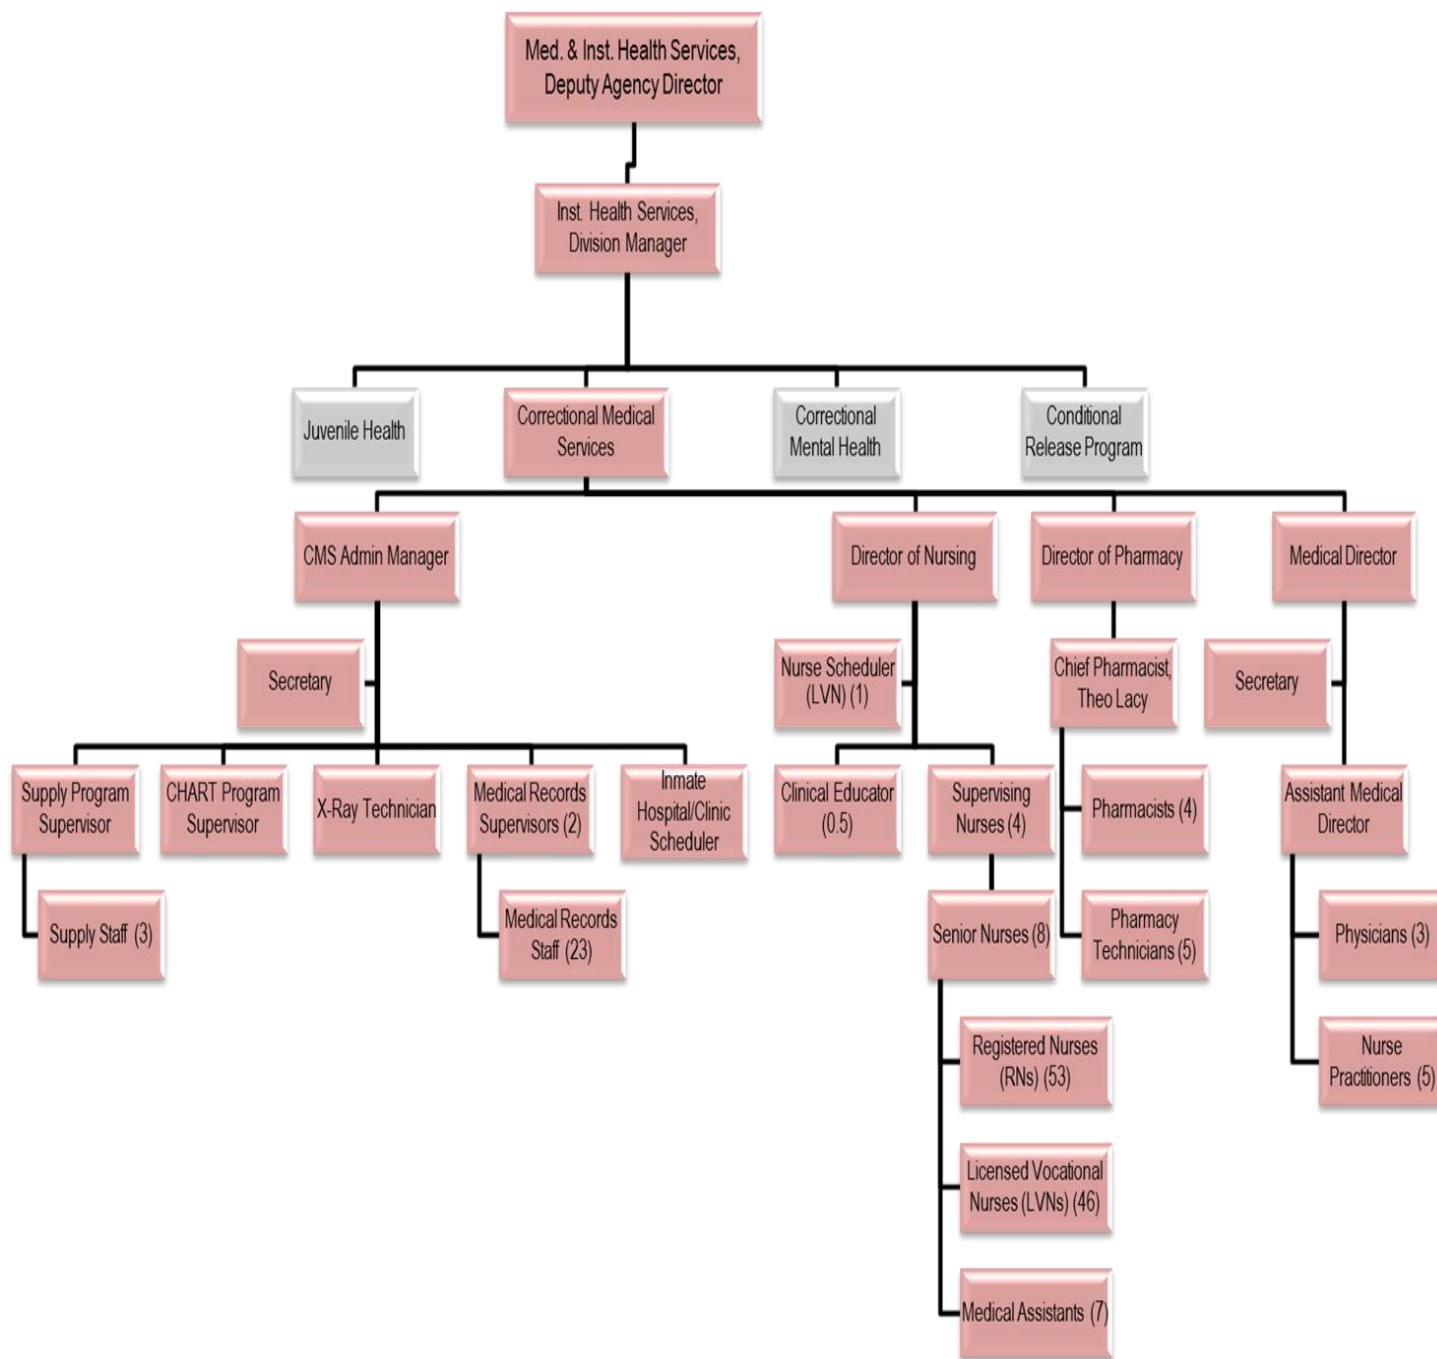 Med. & Inst. Health Services,
Deputy Agency Director
Inst. Health Services,
Division Manager
Juvenile Health
Correctional Medical
Services
Correctional
Mental Health
Conditional
Release Program
CMS Admin Manager
Director of Nursing
Director of Pharmacy
Medical Director
Secretary
Nurse Scheduler
(LVN) (1)
Chief Pharmacist,
Theo Lacy
Secretary
Supply Program
Supervisor
CHART Program
Supervisor
X-Ray Technician
Medical Records
Supervisors (2)
Inmate
Hospital/Clinic
Scheduler
Clinical Educator
(0.5)
Supervising
Nurses (4)
Pharmacists (4)
Assistant Medical
Director
Supply Staff (3)
Medical Records
Staff (23)
Senior Nurses (8)
Pharmacy
Technicians (5)
Physicians (3)
Registered Nurses
(RNs) (53)
Nurse
Practitioners (5)
Licensed Vocational
Nurses (LVNs) (46)
Medical Assistants (7)